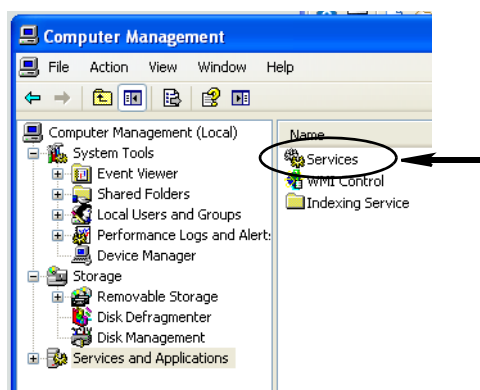 Computer Management
File Action View Window Help
Computer Management (Local)
System Tools
Event Viewer
Shared Folders
Local Users and Groups
Performance Logs and Alert:
Device Manager
Storage
Removable Storage
Disk Defragmenter
Disk Management
Services and Applications
Name
Services
WMI Control
Indexing Service